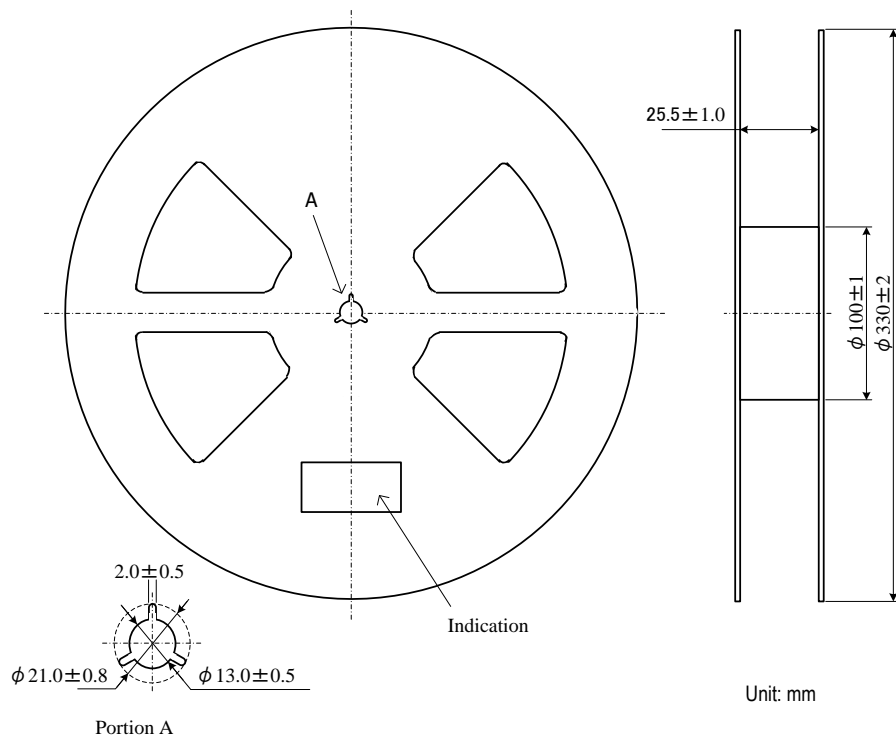 25.5±1.0
A
φ100±1
φ330±2
2.0±0.5
Indication
φ21.0±0.8
φ13.0±0.5
Unit: mm
Portion A